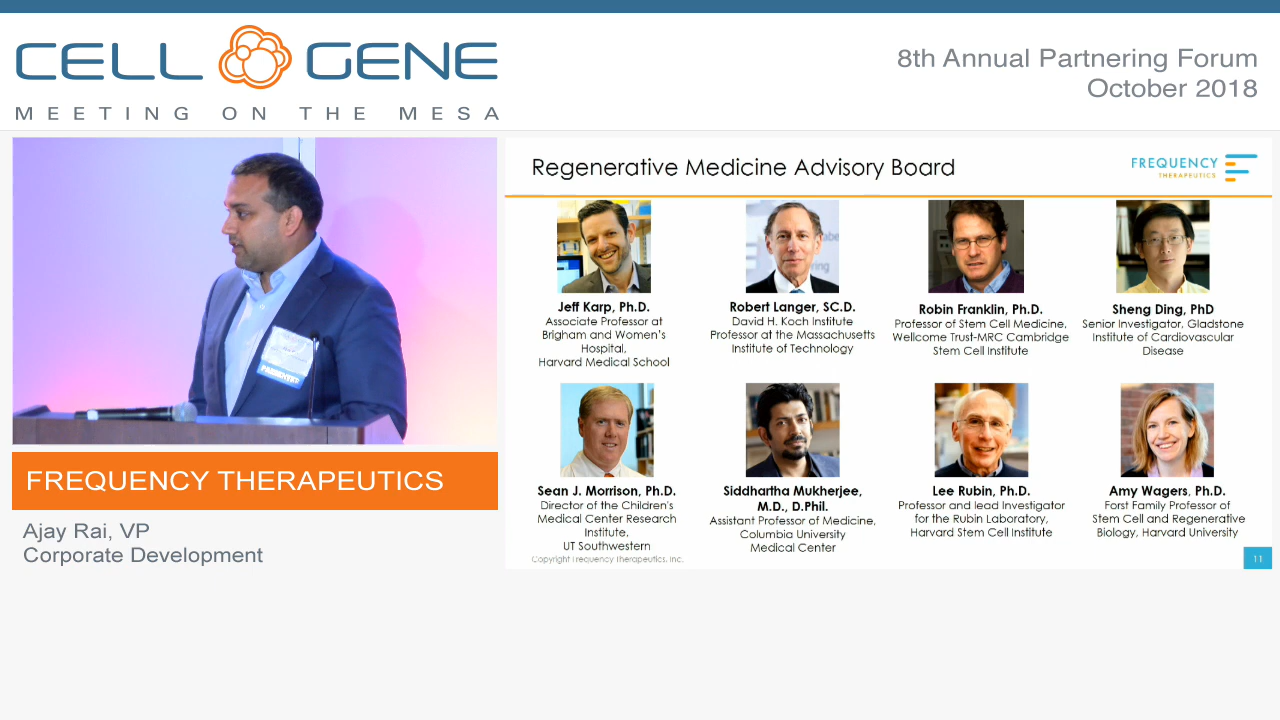 CELL GENE
MEETING ON THE MESA
8th Annual Partnering Forum
October 2018
PRESENTER
FREQUENCY THERAPEUTICS
Ajay Rai, VP
Corporate Development
Regenerative Medicine Advisory Board
FREQUENCY
THERAPEUTICS
Jeff Karp, Ph.D.
Associate Professor at
Brigham and Women's
Hospital,
Harvard Medical School
Robert Langer, SC.D.
David H. Koch Institute
Professor at the Massachusetts
Institute of Technology
Robin Franklin, Ph.D.
Professor of Stem Cell Medicine,
Wellcome Trust-MRC Cambridge
Stem Cell Institute
Sheng Ding, PhD
Senior Investigator, Gladstone
Institute of Cardiovascular
Disease
Sean J. Morrison, Ph.D.
Director of the Children's
Medical Center Research
Institute,
UT Southwestern
Siddhartha Mukherjee,
M.D., D.Phil.
Assistant Professor of Medicine,
Columbia University
Medical Center
Lee Rubin, Ph.D.
Professor and lead Investigator
for the Rubin Laboratory,
Harvard Stem Cell Institute
Amy Wagers, Ph.D.
Forst Family Professor of
Stem Cell and Regenerative
Biology, Harvard University
Copyright Frequency Therapeutics, Inc.
11